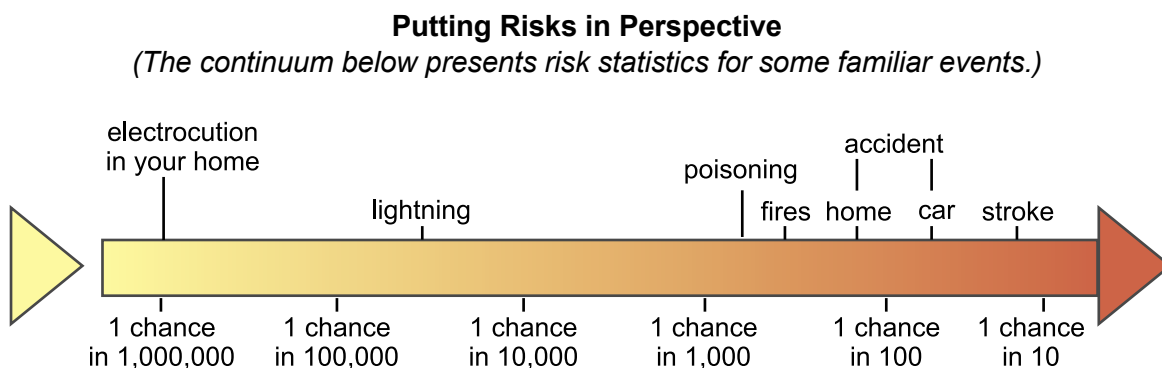 Putting Risks in Perspective
(The continuum below presents risk statistics for some familiar events.)
electrocution
in your home
lightning
poisoning
fires
accident
home
car
stroke
1 chance
in 1,000,000
1 chance
in 100,000
1 chance
in 10,000
1 chance
in 1,000
1 chance
in 100
1 chance
in 10